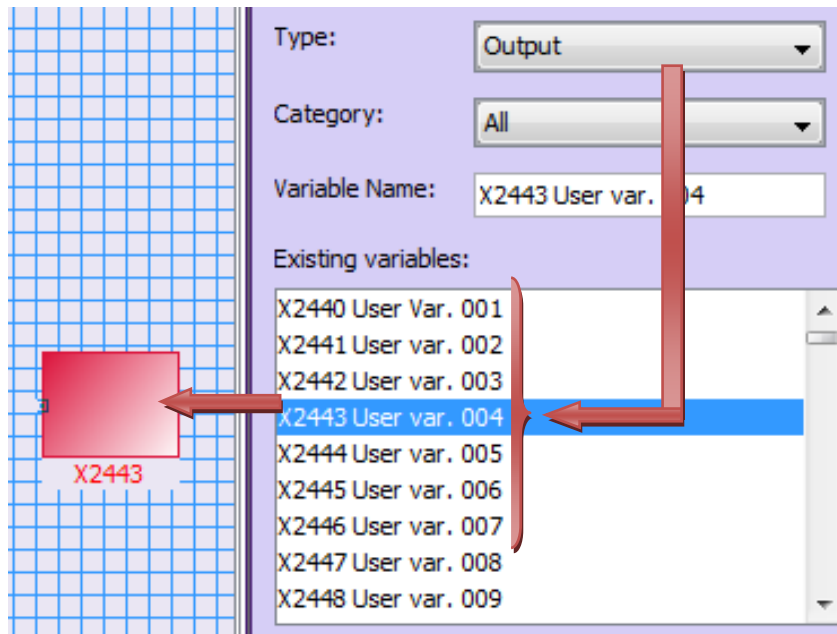 Type:
Output
Category:
All
Variable Name:
X2443 User var. 04
Existing variables:
X2440 User Var. 001
X2441 User var. 002
X2442 User var. 003
X2443 User var. 004
X2444 User var. 005
X2445 User var. 006
X2446 User var. 007
X2447 User var. 008
X2448 User var. 009
X2443